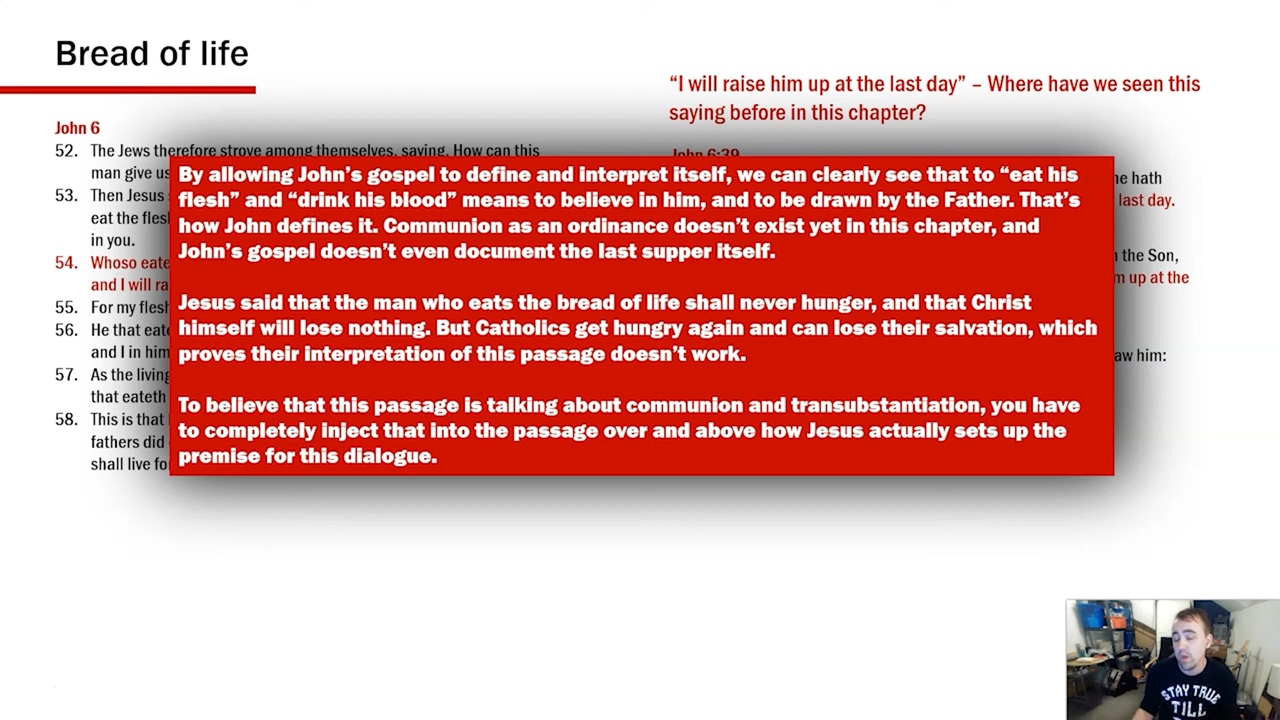 Bread of life
“I will raise him up at the last day” – Where have we seen this
saying before in this chapter?
John 6
52. The Jews therefore strove among themselves, saying, How can this
man give us
53. Then Jesus
eat the fles
in you.
54. Whoso eate
and I will ra
55. For my flesh
56. He that eate
and I in him
57. As the living
that eateth
58. This is that
fathers did
shall live fo
John 6:39
he hath
last day.
the Son,
m up at the
aw him:
By allowing John’s gospel to define and interpret itself, we can clearly see that to “eat his
flesh” and “drink his blood” means to believe in him, and to be drawn by the Father. That’s
how John defines it. Communion as an ordinance doesn’t exist yet in this chapter, and
John’s gospel doesn’t even document the last supper itself.
Jesus said that the man who eats the bread of life shall never hunger, and that Christ
himself will lose nothing. But Catholics get hungry again and can lose their salvation, which
proves their interpretation of this passage doesn’t work.
To believe that this passage is talking about communion and transubstantiation, you have
to completely inject that into the passage over and above how Jesus actually sets up the
premise for this dialogue.
STAY TRUE
TILL